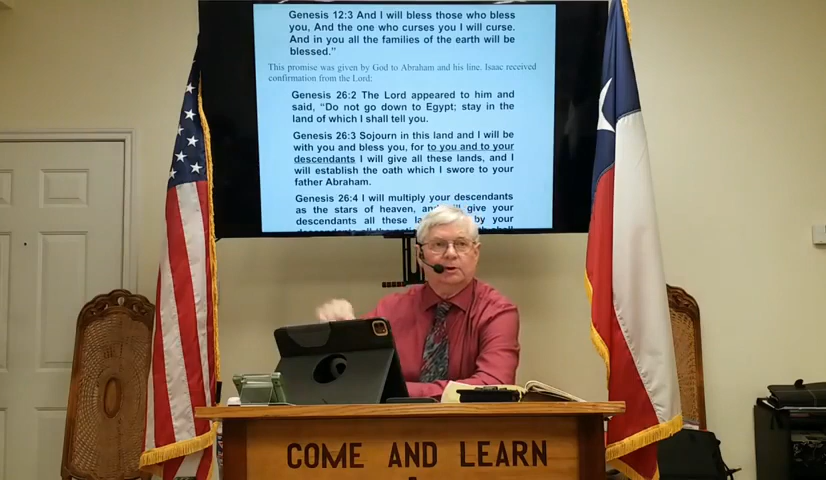 Genesis 12:3 And I will bless those who bless
you, And the one who curses you I will curse.
And in you all the families of the earth will be
blessed.”
This promise was given by God to Abraham and his line. Isaac received
confirmation from the Lord:
Genesis 26:2 The Lord appeared to him and
said, “Do not go down to Egypt; stay in the
land of which I shall tell you.
Genesis 26:3 Sojourn in this land and I will be
with you and bless you, for to you and to your
descendants I will give all these lands, and I
will establish the oath which I swore to your
father Abraham.
Genesis 26:4 I will multiply your descendants
as the stars of heaven, and will give your
descendants all these by your
COME AND LEARN